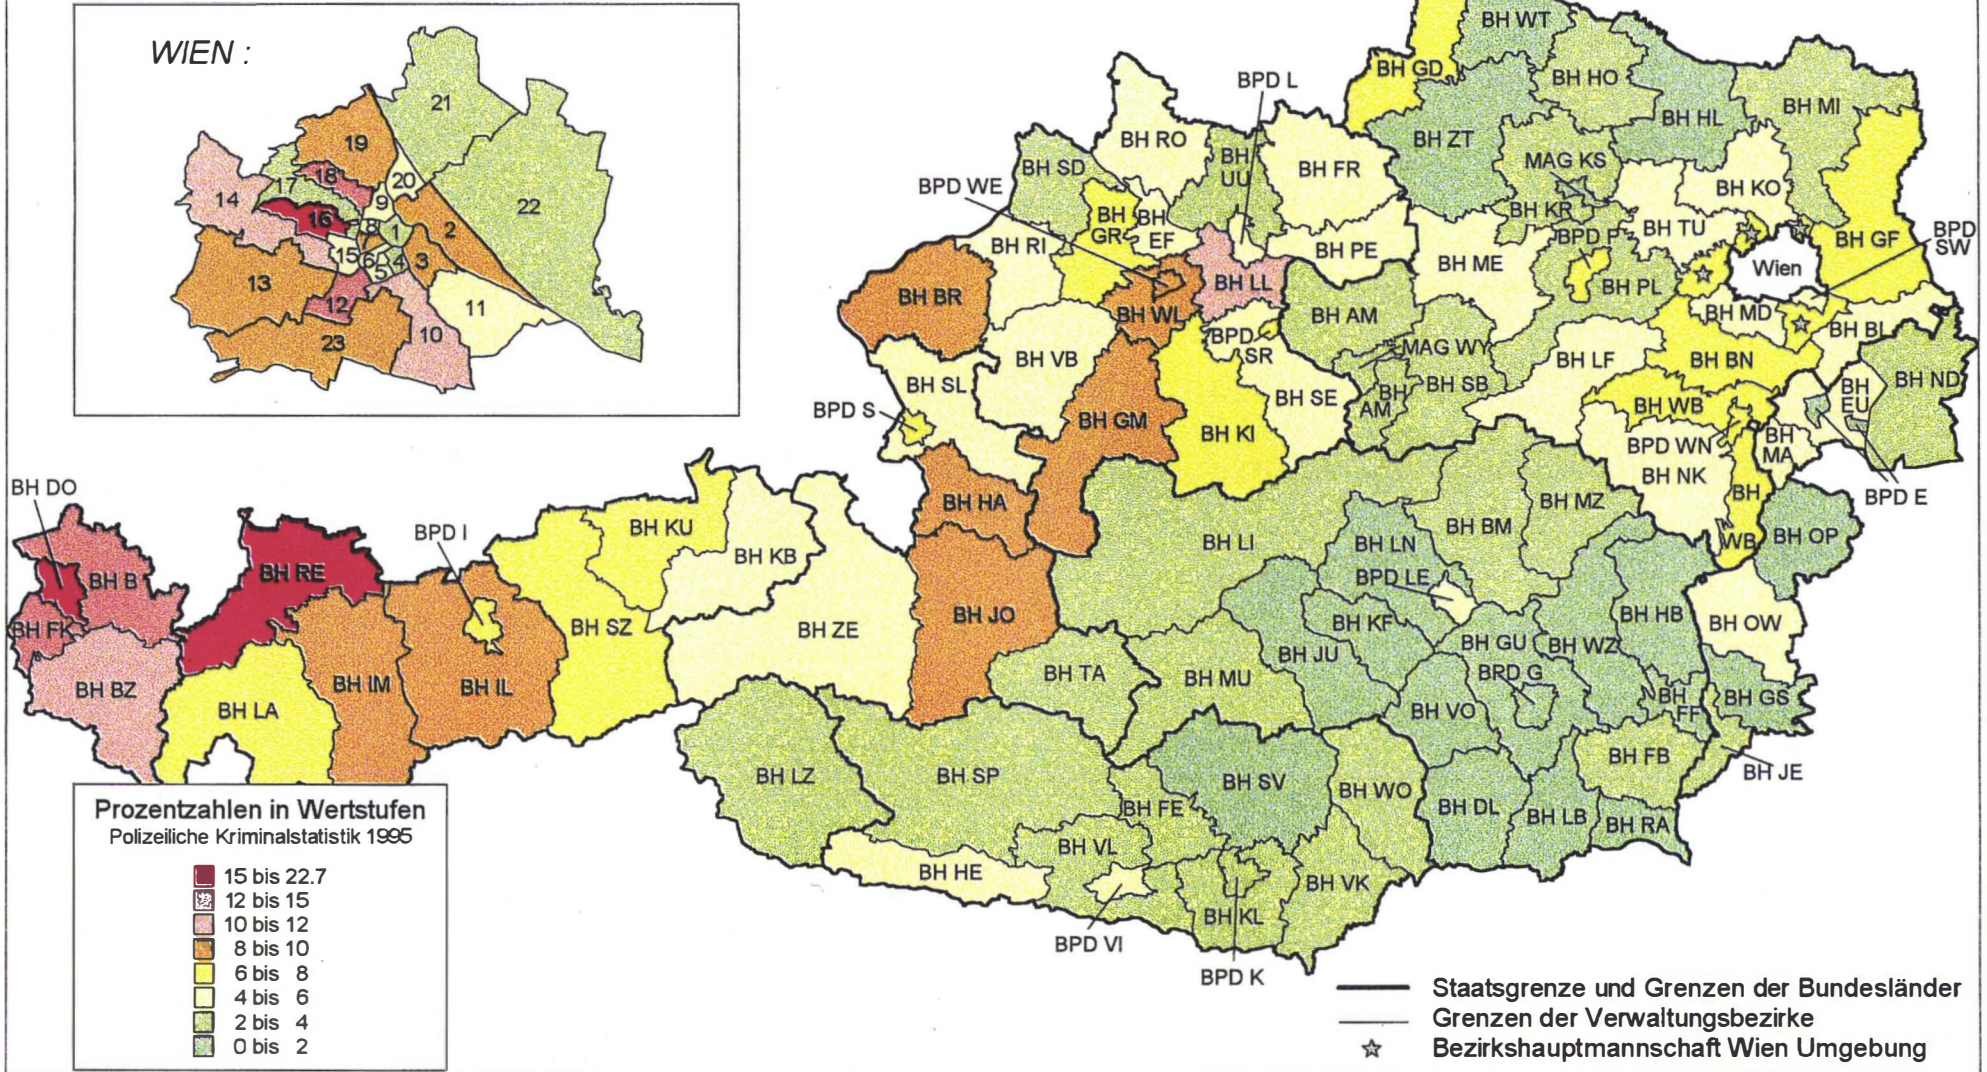 WIEN :
21
19
18
20
17
14
9
22
16
8
1
2
15
6
4
3
5
13
12
11
10
23
BH WT
BH GD
BH HO
BPD L
BH MI
BH HL
BH RO
BH ZT
BH
UU
MAG KS
BH SD
BH FR
BPD WE
BH KO
BH KR
BH
GR
BH
EF
BH TU
BPD P
BPD
SW
BH RI
BH PE
BH GF
BH ME
Wien
BH LL
BH PL
BH BR
BH WL
BH AM
BH MD
BH BL
BPD
SR
MAG WY
BH VB
BH LF
BH BN
BH SL
BH SB
BH ND
BH
EU
BH
AM
BH SE
BH WB
BPD S
BH GM
BH KI
BPD WN
BH
MA
BH NK
BH DO
BH
BPD E
BH HA
BH MZ
BH KU
BH BM
BPD I
WB
BH OP
BH LI
BH LN
BH KB
BH RE
BH B
BPD LE
BH JO
BH HB
BH KF
BH OW
BH FK
BH SZ
BH ZE
BH GU
BH WZ
BH JU
BH TA
BH MU
BPD G
BH BZ
BH IM
BH IL
BH
FF
BH GS
BH LA
BH VO
BH FB
BH JE
BH LZ
BH SP
BH SV
BH WO
BH FE
BH DL
BH LB
BH RA
BH VL
BH HE
BH VK
BH KL
BPD VI
BPD K
Prozentzahlen in Wertstufen
Polizeiliche Kriminalstatistik 1995
15 bis 22.7
12 bis 15
10 bis 12
8 bis 10
6 bis 8
4 bis 6
2 bis 4
0 bis 2
Staatsgrenze und Grenzen der Bundesländer
Grenzen der Verwaltungsbezirke
Bezirkshauptmannschaft Wien Umgebung